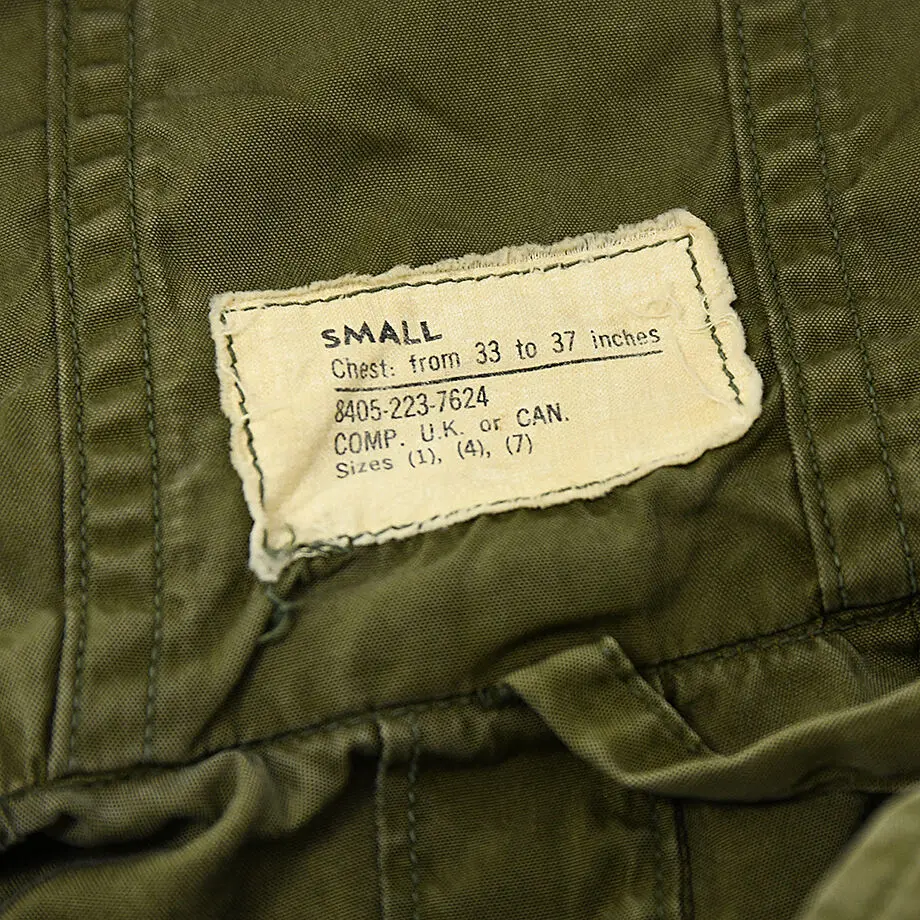 SMALL
Chest: from 33 to 37 inches
8405-223-7624
COMP. U.K. or CAN.
Sizes (1), (4), (7)